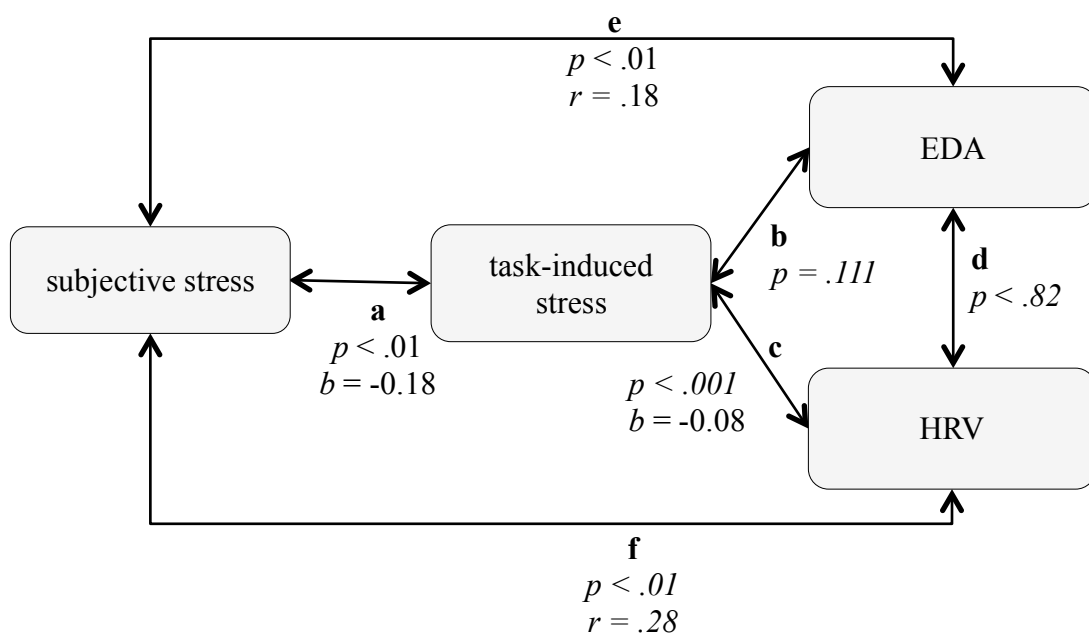 e
p < .01
r = .18
EDA
subjective stress
task-induced
stress
b
p = .111
d
p < .82
a
p < .01
b = -0.18
c
p < .001
b = -0.08
HRV
f
p < .01
r = .28